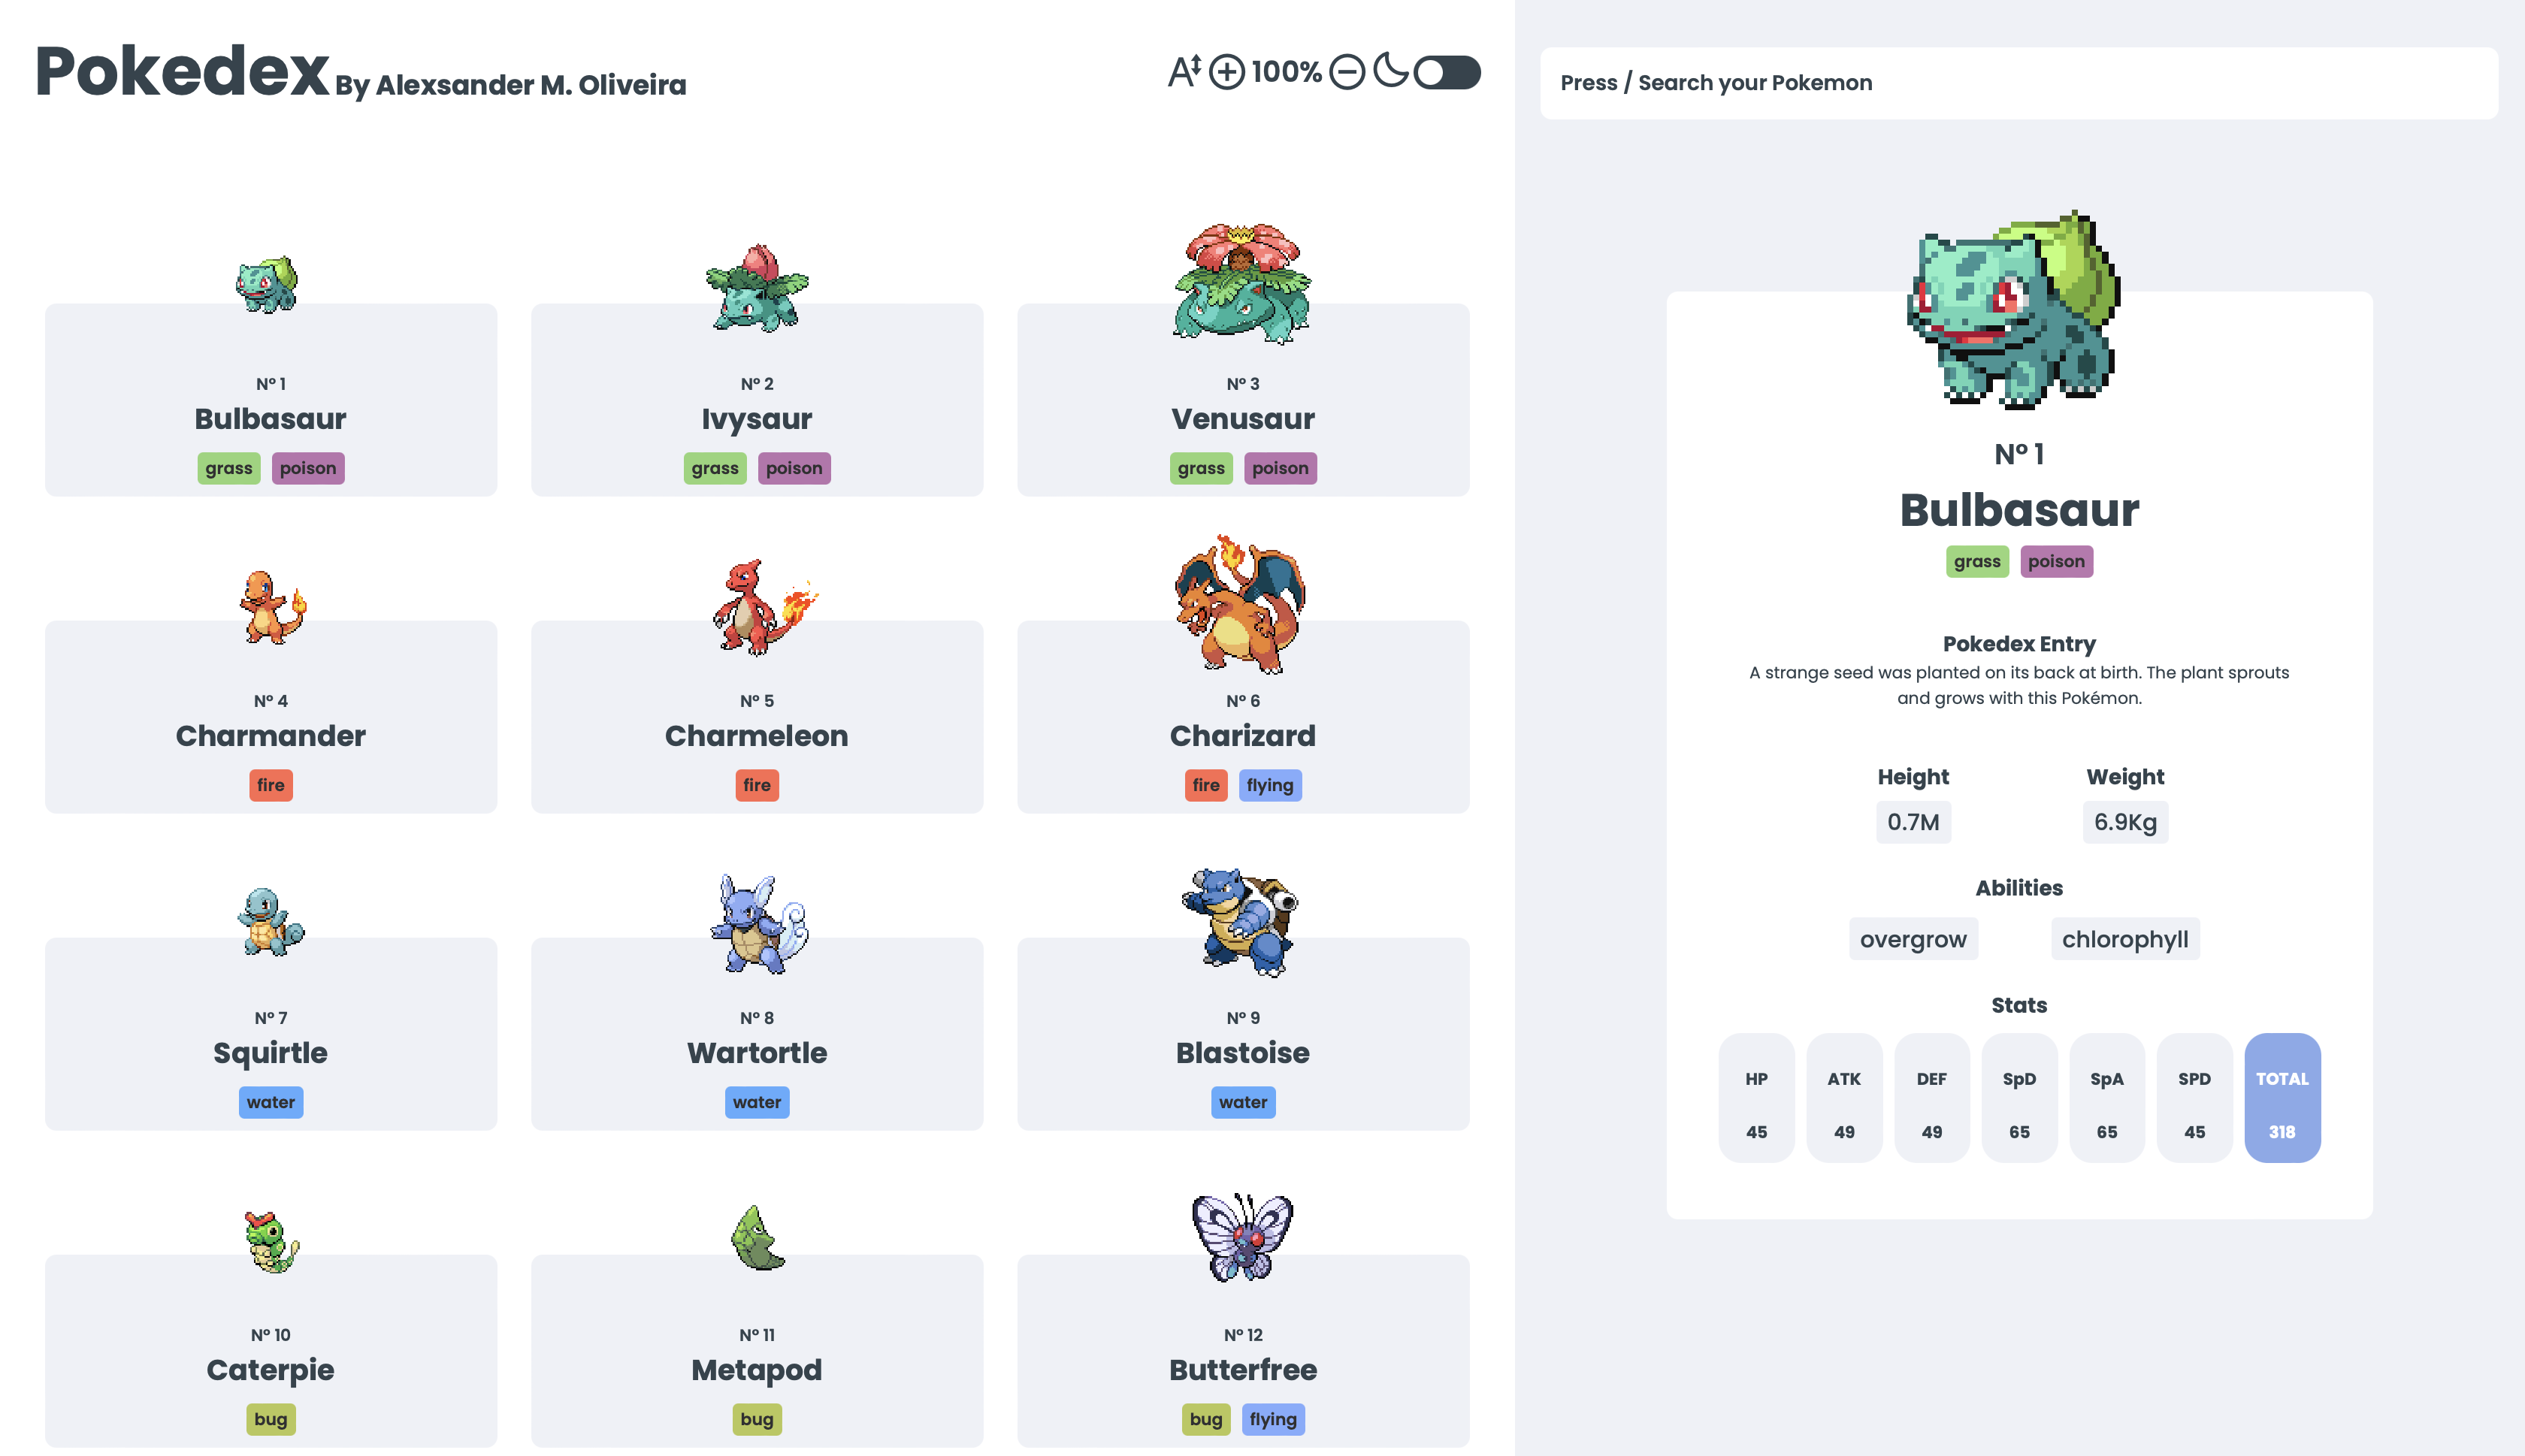 Pokedex By Alexsander M. Oliveira
A 100%
Press / Search your Pokemon
Nº 1
Bulbasaur
grass poison
Nº 2
Ivysaur
grass poison
Nº 3
Venusaur
grass poison
Nº 4
Charmander
fire
Nº 5
Charmeleon
fire
Nº 6
Charizard
fire flying
Nº 7
Squirtle
water
Nº 8
Wartortle
water
Nº 9
Blastoise
water
Nº 10
Caterpie
bug
Nº 11
Metapod
bug
Nº 12
Butterfree
bug flying
Nº 1
Bulbasaur
grass poison
Pokedex Entry
A strange seed was planted on its back at birth. The plant sprouts
and grows with this Pokémon.
Height Weight
0.7M 6.9Kg
Abilities
overgrow chlorophyll
Stats
HP ATK DEF SpD SpA SPD TOTAL
45 49 49 65 65 45 318